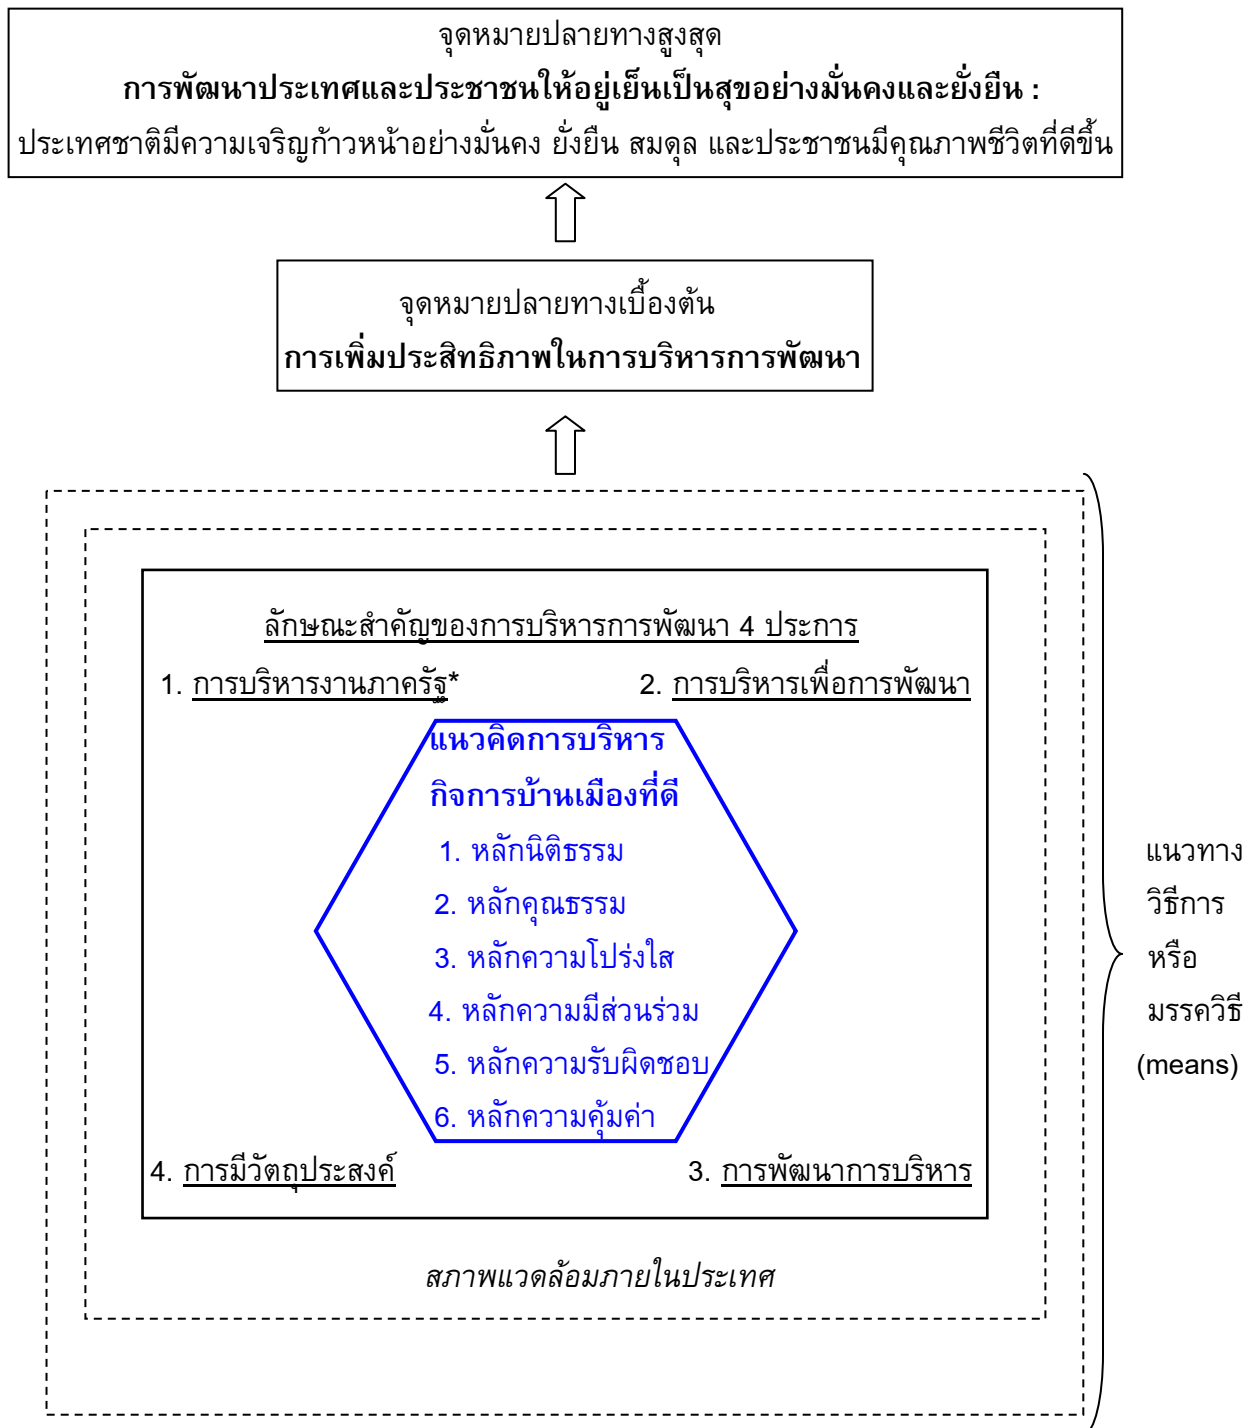 จุดหมายปลายทางสูงสุด
การพัฒนาประเทศและประชาชนให้อยู่เย็นเป็นสุขอย่างมั่นคงและยั่งยืน :
ประเทศชาติมีความเจริญก้าวหน้าอย่างมั่นคง ยั่งยืน สมดุล และประชาชนมีคุณภาพชีวิตที่ดีขึ้น
จุดหมายปลายทางเบื้องต้น
การเพิ่มประสิทธิภาพในการบริหารการพัฒนา
ลักษณะสำคัญของการบริหารการพัฒนา 4 ประการ
1. การบริหารงานภาครัฐ*
2. การบริหารเพื่อการพัฒนา
แนวคิดการบริหาร
กิจการบ้านเมืองที่ดี
1. หลักนิติธรรม
2. หลักคุณธรรม
3. หลักความโปร่งใส
4. หลักความมีส่วนร่วม
5. หลักความรับผิดชอบ
6. หลักความคุ้มค่า
4. การมีวัตถุประสงค์
3. การพัฒนาการบริหาร
สภาพแวดล้อมภายในประเทศ
แนวทาง
วิธีการ
หรือ
มรรควิธี
(means)